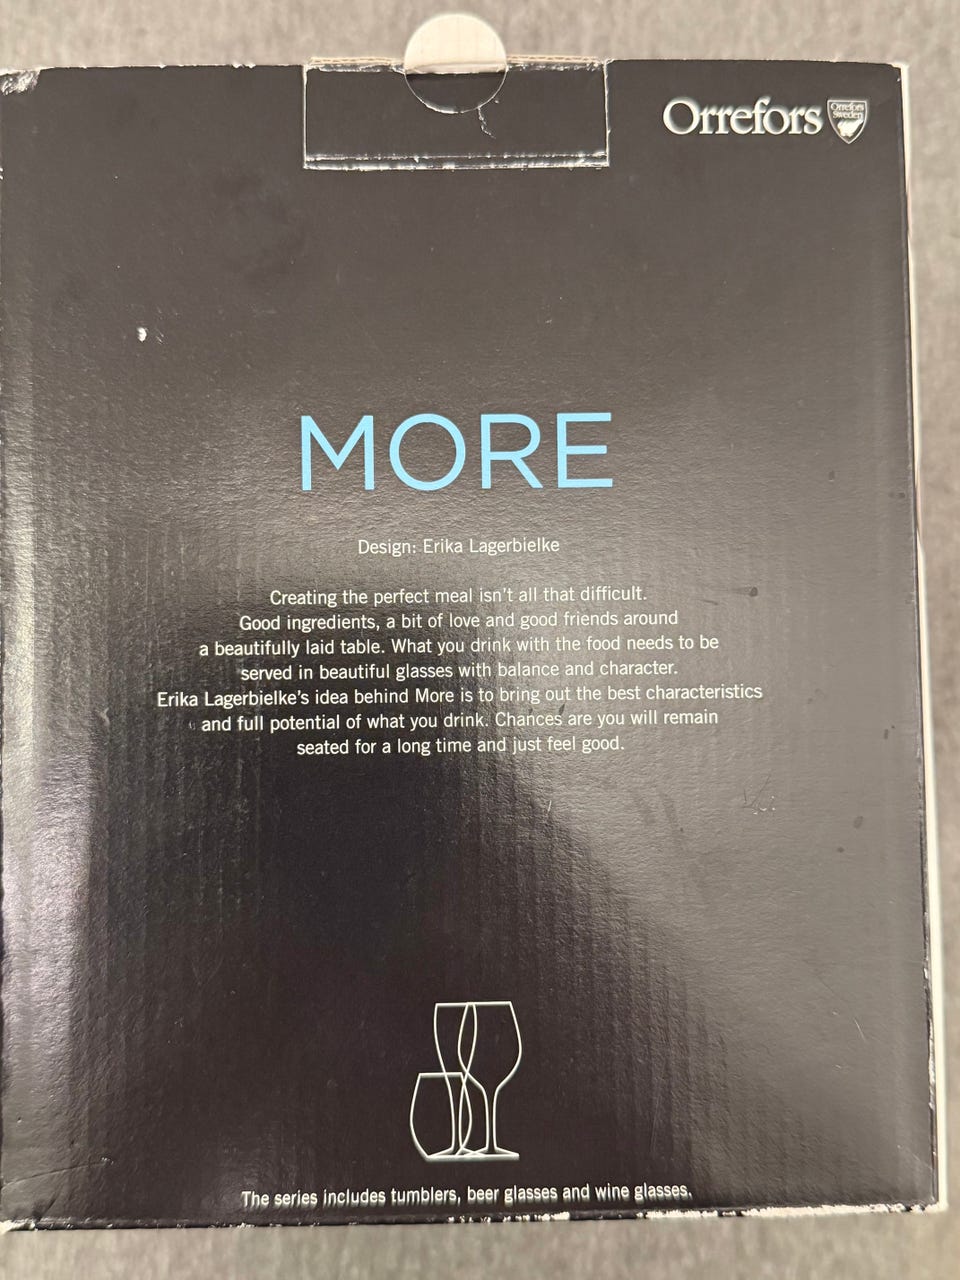 Orrefors
Orrefors
Sweden
MORE
Design: Erika Lagerbielke
Creating the perfect meal isn't all that difficult.
Good ingredients, a bit of love and good friends around
a beautifully laid table. What you drink with the food needs to be
served in beautiful glasses with balance and character.
Erika Lagerbielke's idea behind More is to bring out the best characteristics
and full potential of what you drink. Chances are you will remain
seated for a long time and just feel good.
The series includes tumblers, beer glasses and wine glasses.